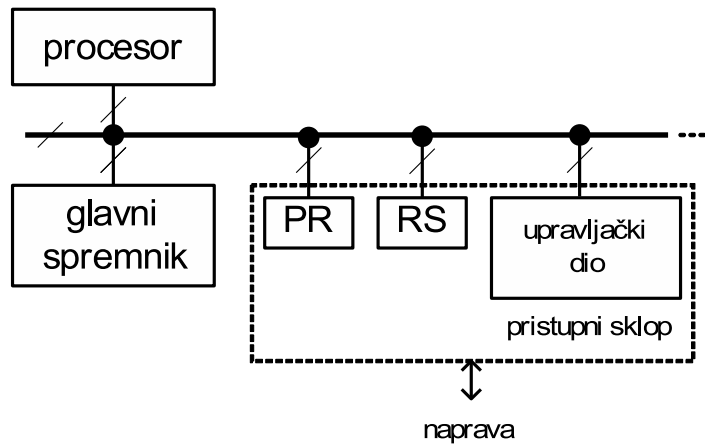 procesor
glavni
spremnik
PR
RS
upravljački
dio
pristupni sklop
naprava